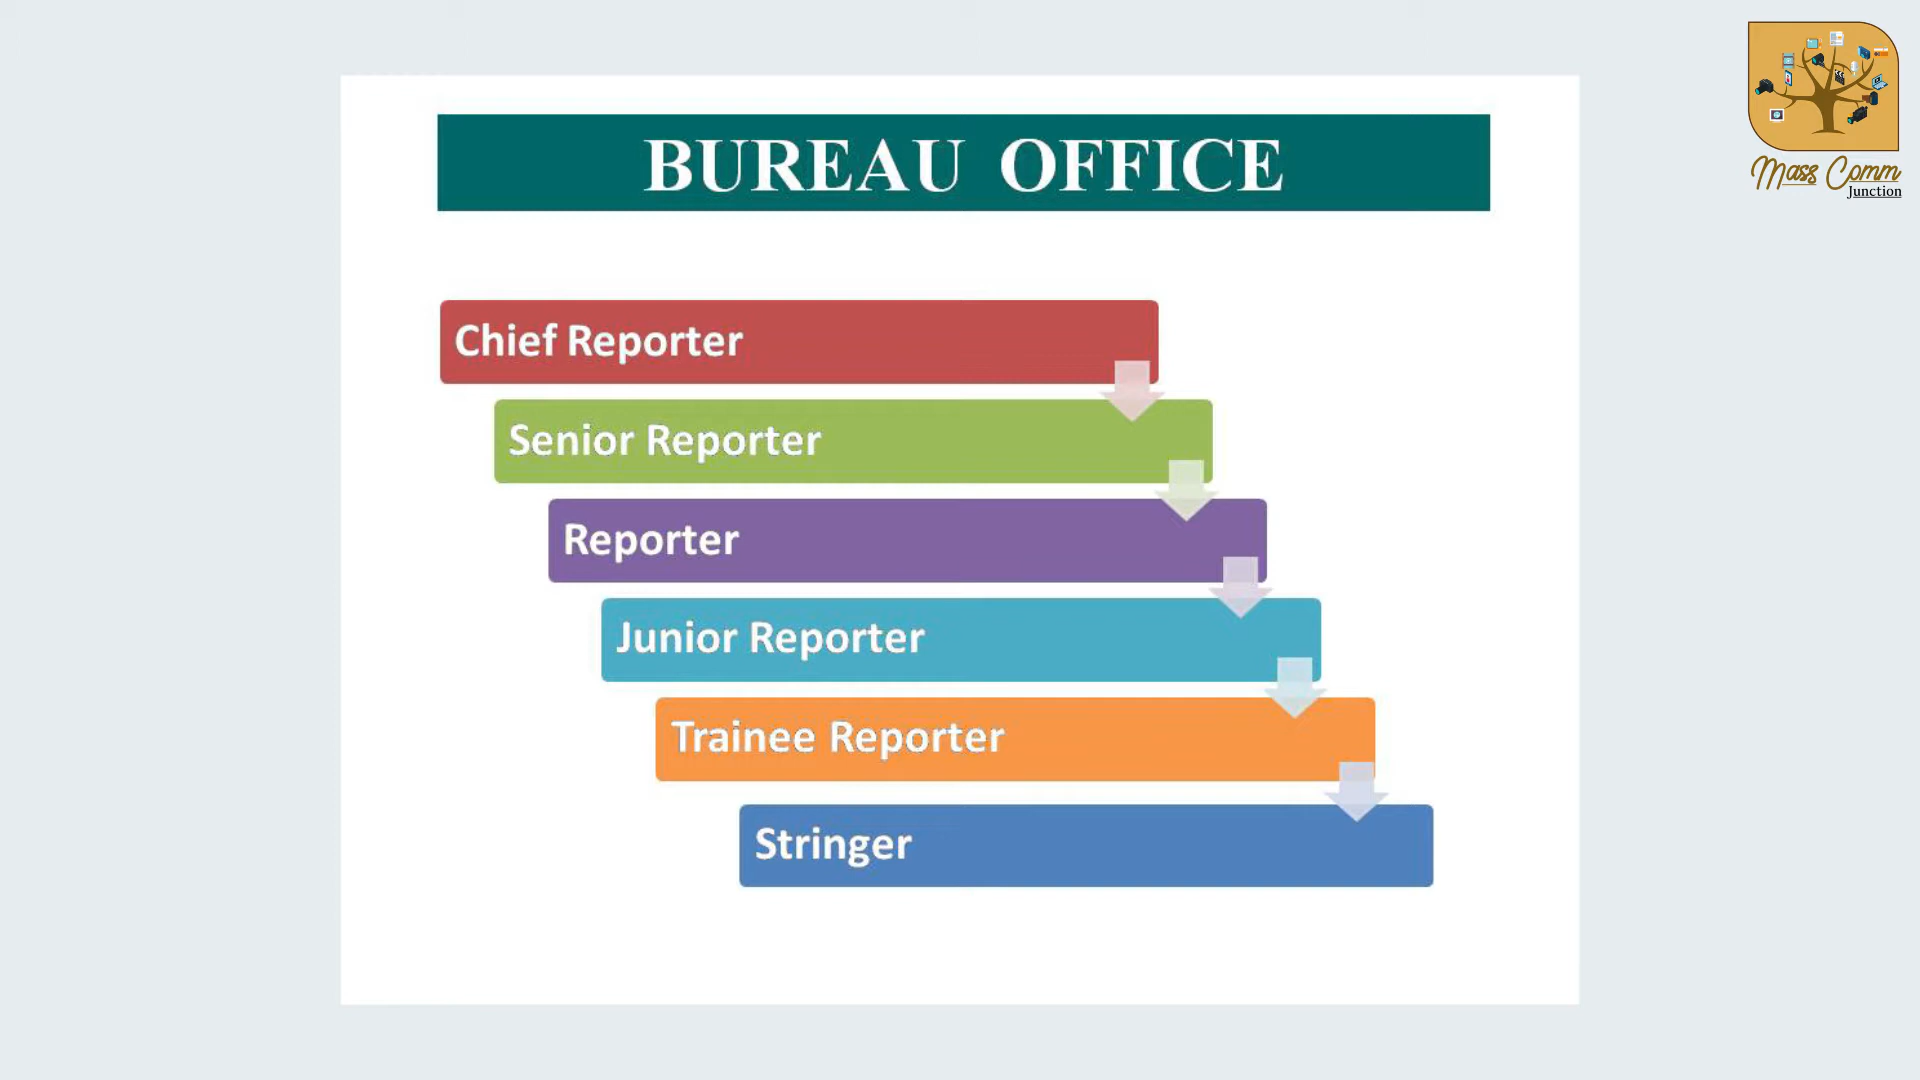 BUREAU OFFICE
Chief Reporter
Senior Reporter
Reporter
Junior Reporter
Trainee Reporter
Stringer
Mass Comm
Junction